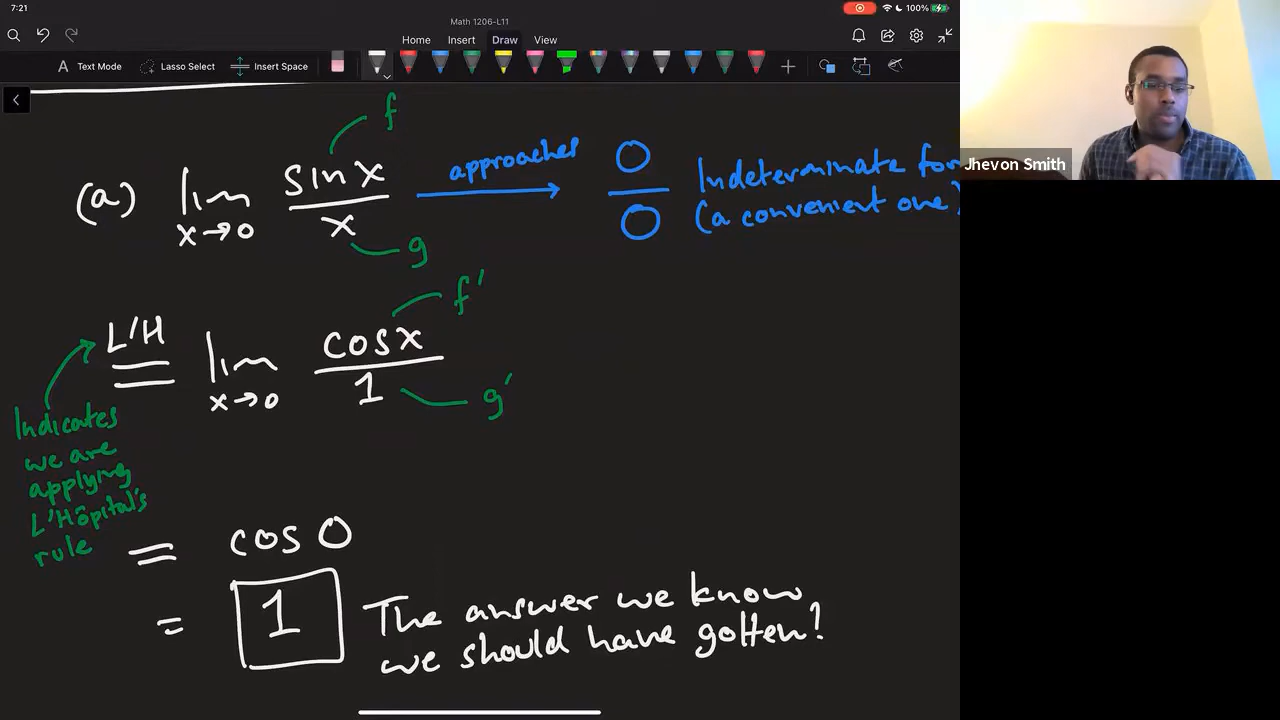 7:21
100%
Math 1206-L11
Home Insert Draw View
Text Mode Lasso Select Insert Space
Jhevon Smith
f
(a) lim x→0 sin x / x approaches 0/0 Indeterminate for
(a convenient one)
g
f'
L'H = lim x→0 cos x / 1
g'
Indicates
we are
applying
L'Hôpital's
rule
= cos 0
= 1 The answer we know
we should have gotten!